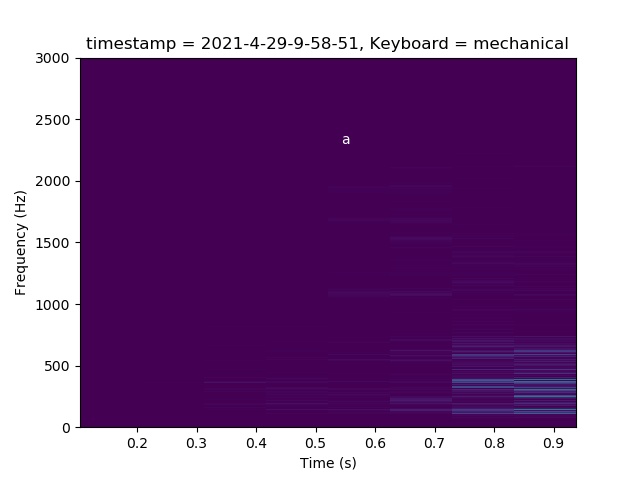 timestamp = 2021-4-29-9-58-51, Keyboard = mechanical
3000
2500
2000
1500
1000
500
0
Frequency (Hz)
a
0.2 0.3 0.4 0.5 0.6 0.7 0.8 0.9
Time (s)